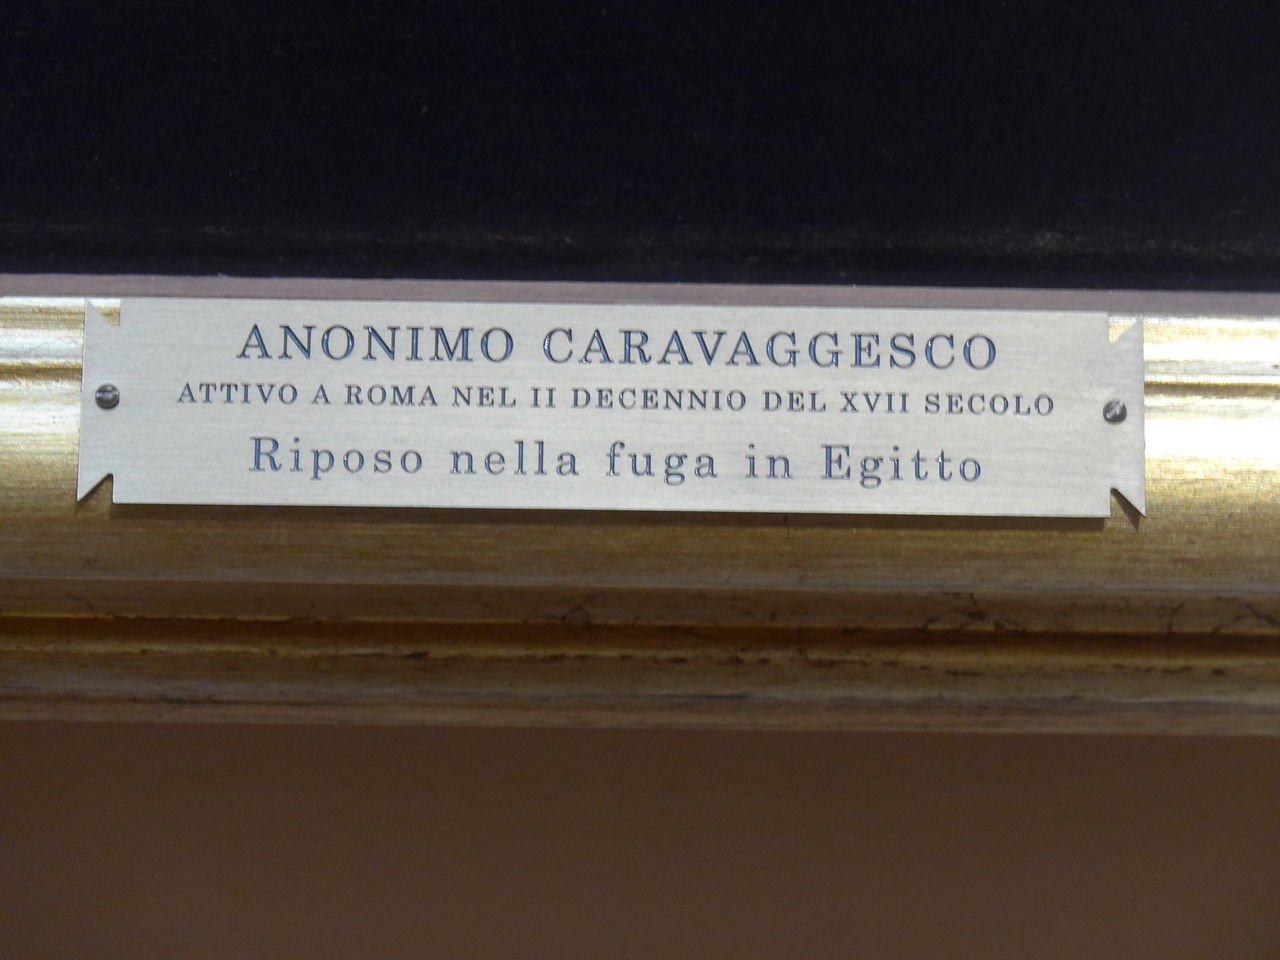 ANONIMO CARAVAGGESCO
ATTIVO A ROMA NEL II DECENNIO DEL XVII SECOLO
Riposo nella fuga in Egitto